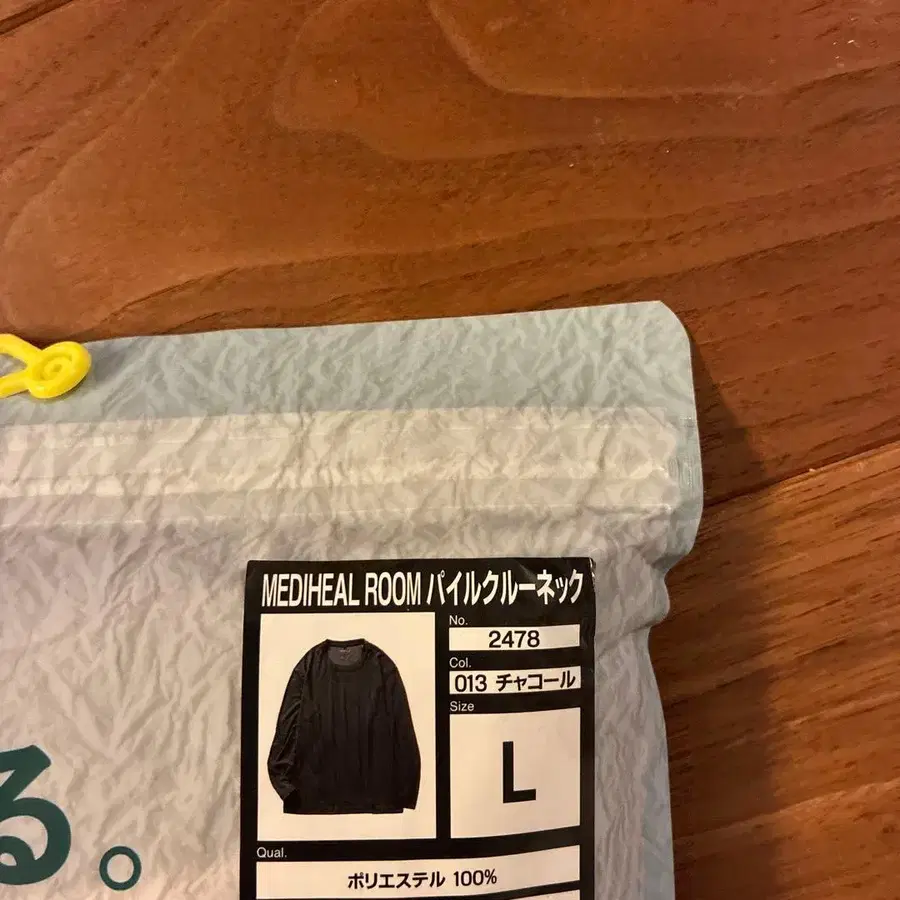 MEDIHEAL ROOM パイルクルーネック
No.
2478
Col.
013 チャコール
Size
L
る。
Qual.
ポリエステル 100%